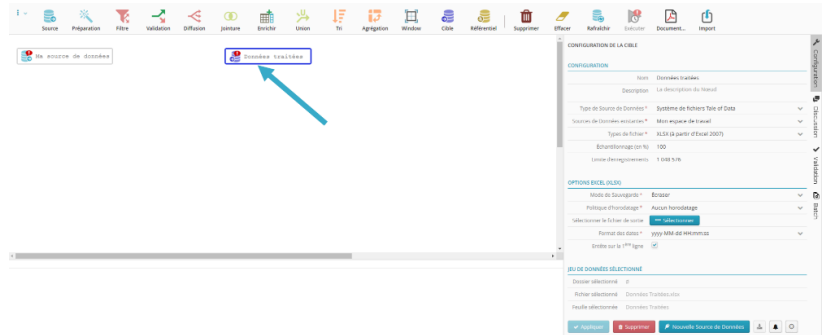 Source Préparation Filtre Validation Diffusion Jointure Enrichir Union Tri Agrégation Window Cible Référentiel Supprimer Effacer Rafraîchir Exécuter Document... Import
Ma source de données
Données traitées
CONFIGURATION DE LA CIBLE
CONFIGURATION
Nom Données traitées
Description La description du Nœud
Type de Source de Données * Système de fichiers Tale of Data
Sources de Données existantes * Mon espace de travail
Types de fichier * XLSX (à partir d'Excel 2007)
Echantillonnage (en %) 100
Limite d'enregistrements 1 048 576
OPTIONS EXCEL (XLSX)
Mode de Sauvegarde * Ecraser
Politique d'horodatage * Aucun horodatage
Sélectionner le fichier de sortie Sélectionner
Format des dates * yyyy-MM-dd HH:mm:ss
Entête sur la 1ère ligne
JEU DE DONNÉES SÉLECTIONNÉ
Dossier sélectionné
Fichier sélectionné Données Traitées.xlsx
Feuille sélectionnée Données Traitées
Appliquer Supprimer Nouvelle Source de Données
Configuration
Discussion
Validation
Batch